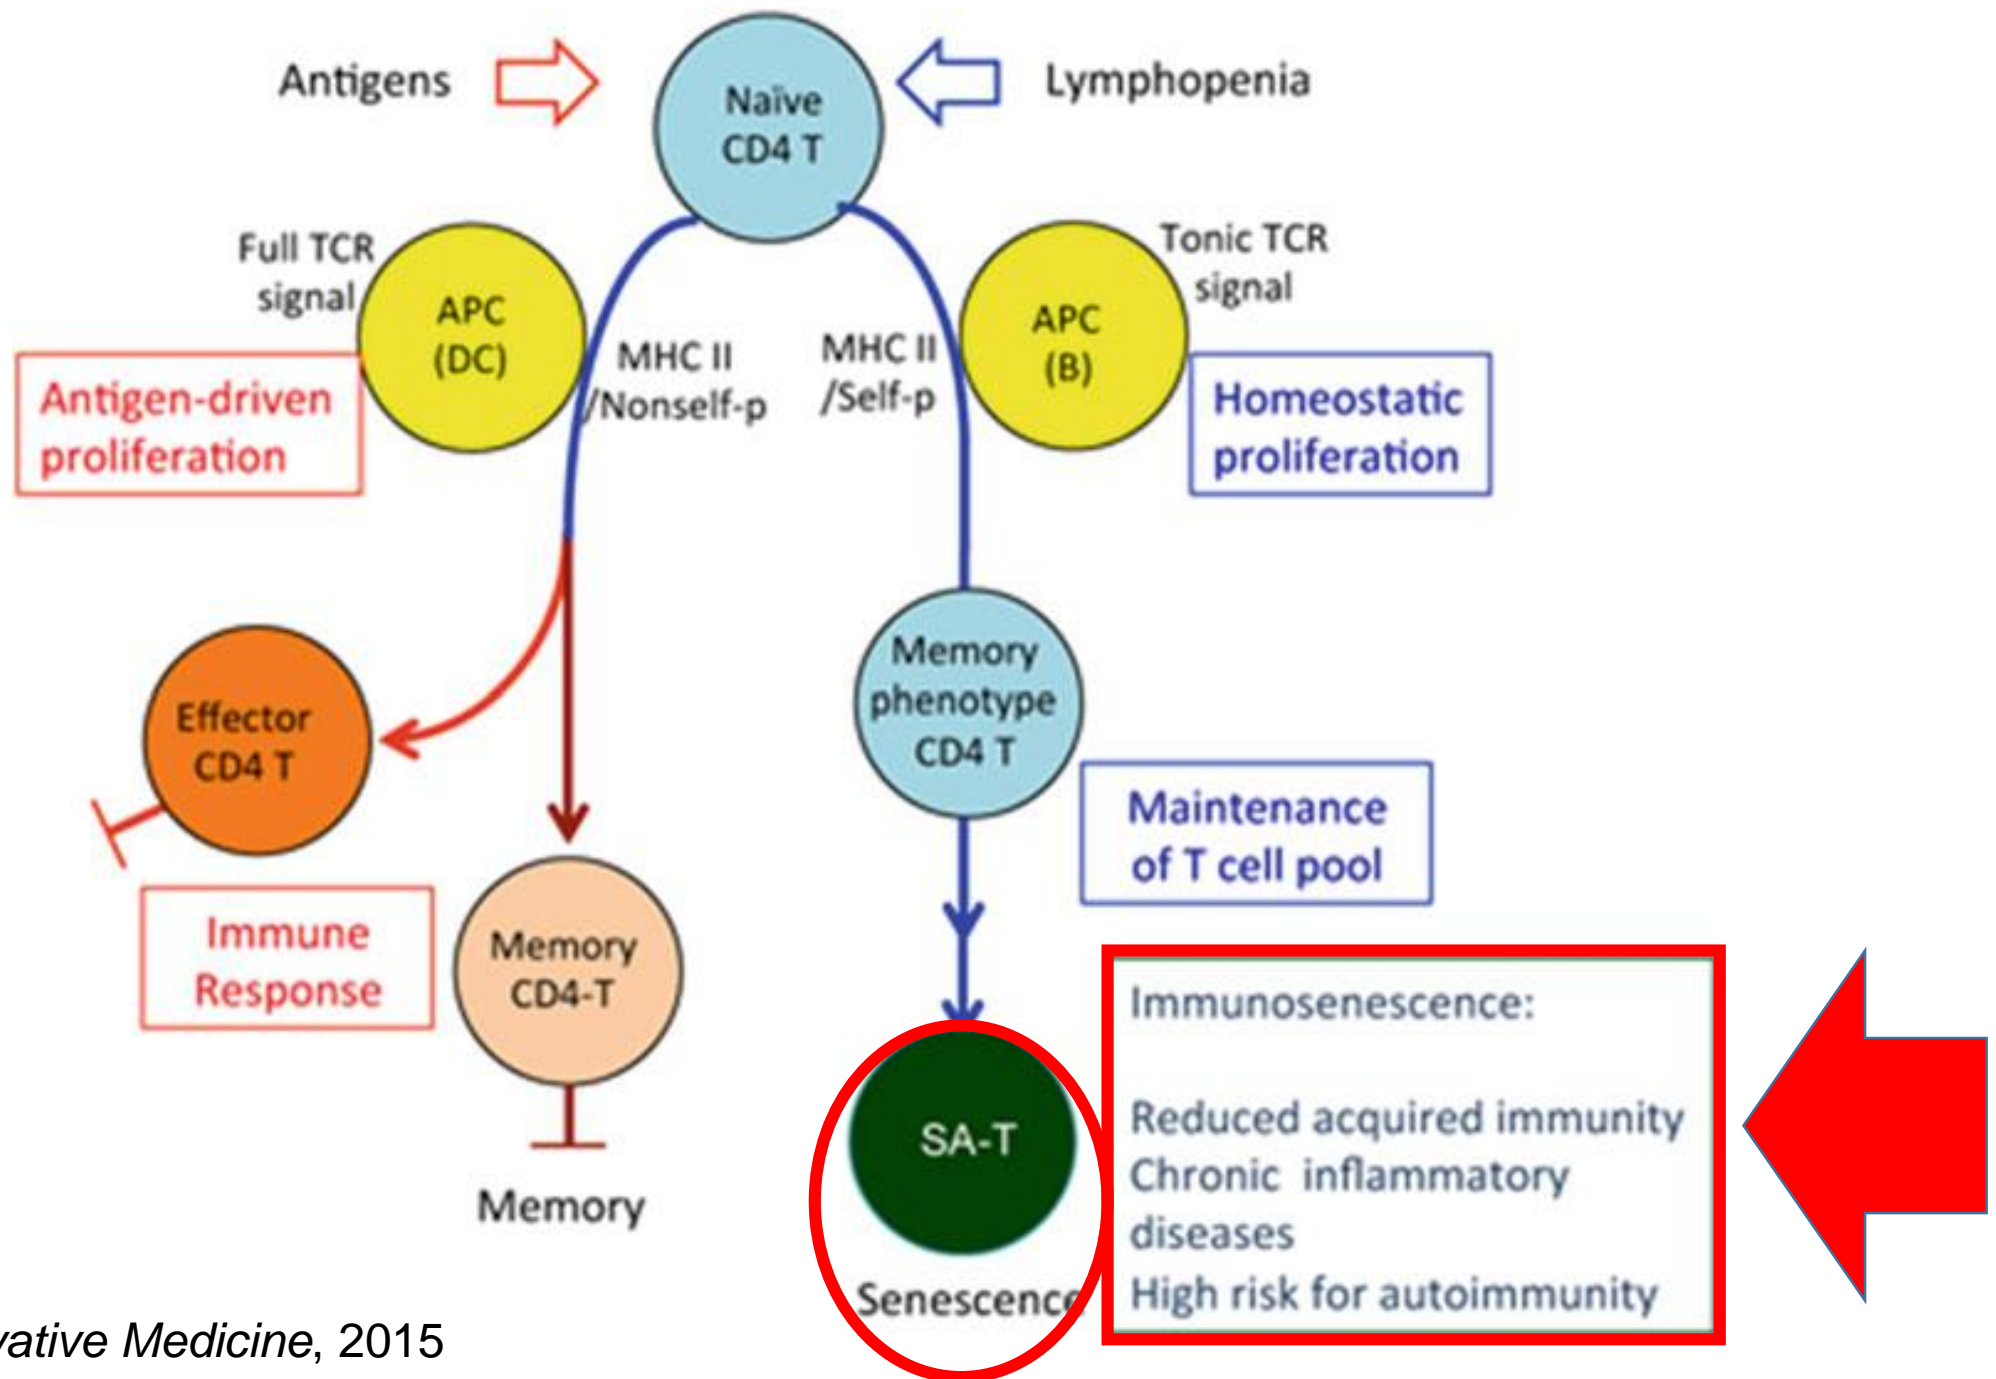 Antigens
Lymphopenia
Naïve
CD4 T
Full TCR
signal
APC
(DC)
MHC II
/Nonself-p
MHC II
/Self-p
APC
(B)
Tonic TCR
signal
Antigen-driven
proliferation
Homeostatic
proliferation
Effector
CD4 T
Memory
phenotype
CD4 T
Maintenance
of T cell pool
Immune
Response
Memory
CD4-T
Memory
SA-T
Senescence
Immunosenescence:
Reduced acquired immunity
Chronic inflammatory
diseases
High risk for autoimmunity
Medicine, 2015